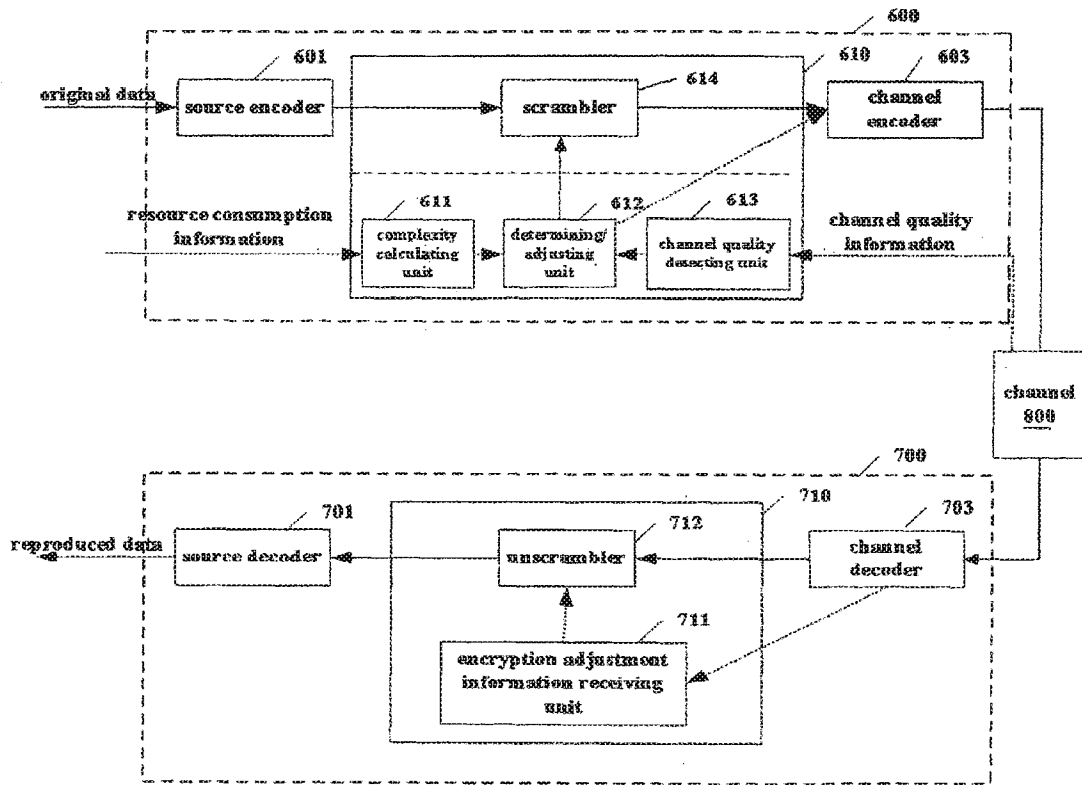 600
601
610
603
614
original data
source encoder
scrambler
channel
encoder
resource consumption
information
611
612
613
channel quality
information
complexity
calculating
unit
determining/
adjusting
unit
channel quality
detecting unit
channel
800
700
701
710
712
703
reproduced data
source decoder
unscrambler
channel
decoder
711
encryption adjustment
information receiving
unit